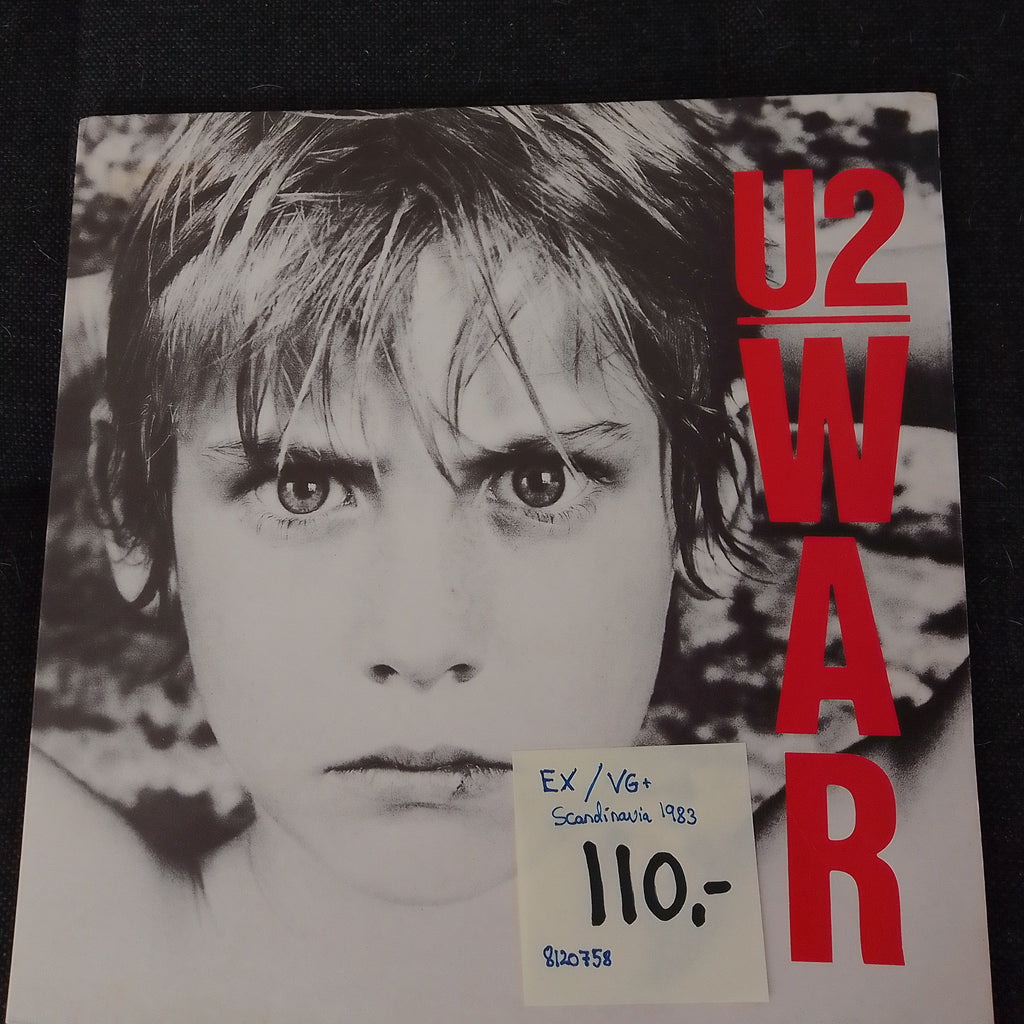 U2
WAR
EX / VG+
Scandinavia 1983
110,-
8120758